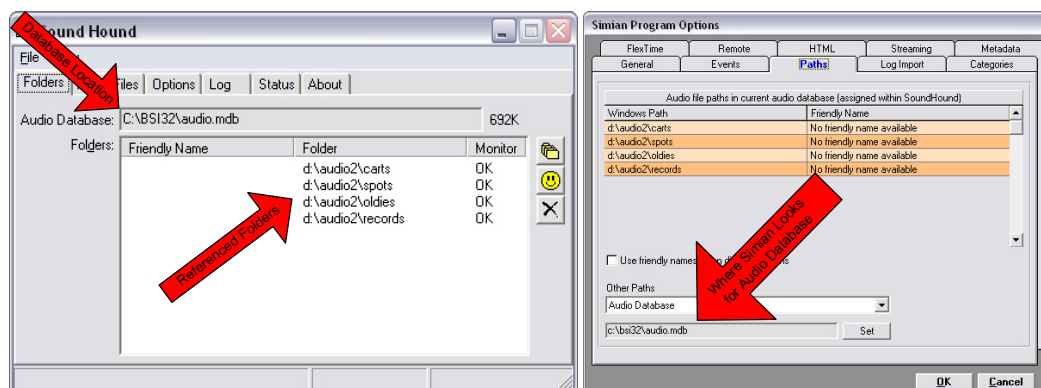 Sound Hound
File
Database Location
Folders Files Options Log Status About
Audio Database: C:\BSI32\audio.mdb 692K
Folders: Friendly Name Folder Monitor
d:\audio2\carts OK
d:\audio2\spots OK
d:\audio2\oldies OK
d:\audio2\records OK
Referenced Folders
Simian Program Options
FlexTime Remote HTML Streaming Metadata
General Events Paths Log Import Categories
Audio file paths in current audio database (assigned within SoundHound)
Windows Path Friendly Name
d:\audio2\carts No friendly name available
d:\audio2\spots No friendly name available
d:\audio2\oldies No friendly name available
d:\audio2\records No friendly name available
Where Simian Looks
for Audio Database
Use friendly names
Other Paths
Audio Database
c:\bsi32\audio.mdb Set
OK Cancel